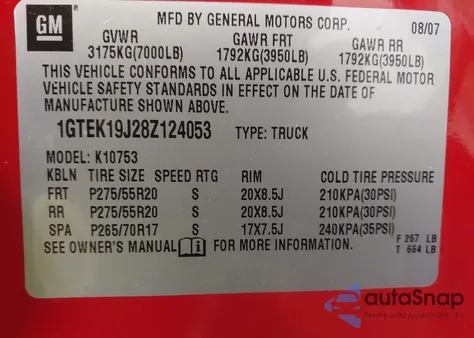 GM
MFD BY GENERAL MOTORS CORP. 08/07
GVWR GAWR FRT GAWR RR
3175KG(7000LB) 1792KG(3950LB) 1792KG(3950LB)
THIS VEHICLE CONFORMS TO ALL APPLICABLE U.S. FEDERAL MOTOR
VEHICLE SAFETY STANDARDS IN EFFECT ON THE DATE OF
MANUFACTURE SHOWN ABOVE.
1GTEK19J28Z124053 TYPE: TRUCK
MODEL: K10753
KBLN TIRE SIZE SPEED RTG RIM COLD TIRE PRESSURE
FRT P275/55R20 S 20X8.5J 210KPA(30PSI)
RR P275/55R20 S 20X8.5J 210KPA(30PSI)
SPA P265/70R17 S 17X7.5J 240KPA(35PSI)
SEE OWNER'S MANUAL i FOR MORE INFORMATION.
F 267 LB
T 664 LB
autoSnap